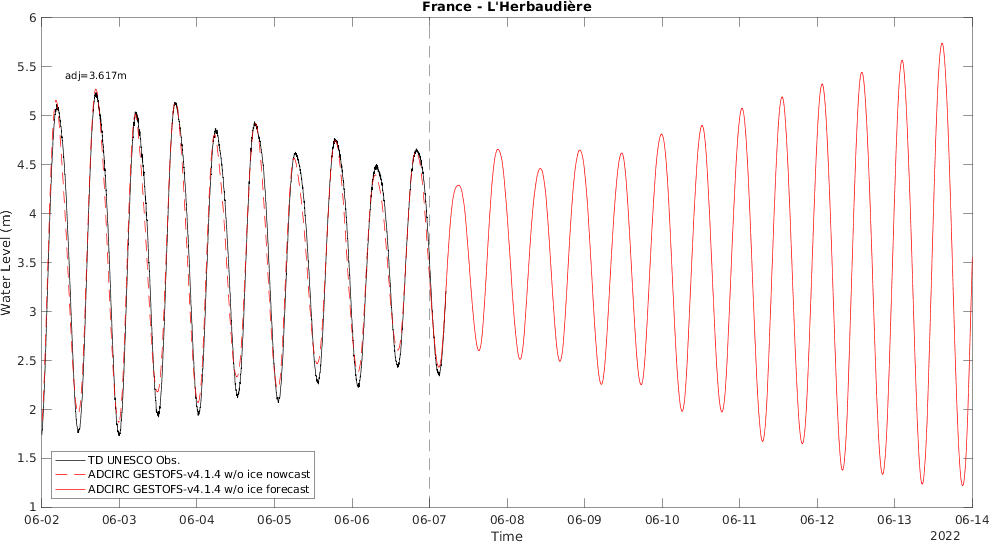 France - L'Herbaudière
6
5.5
5
4.5
4
3.5
3
2.5
2
1.5
1
Water Level (m)
adj=3.617m
TD UNESCO Obs.
ADCIRC GESTOFS-v4.1.4 w/o ice nowcast
ADCIRC GESTOFS-v4.1.4 w/o ice forecast
06-02 06-03 06-04 06-05 06-06 06-07 06-08 06-09 06-10 06-11 06-12 06-13 06-14
Time
2022